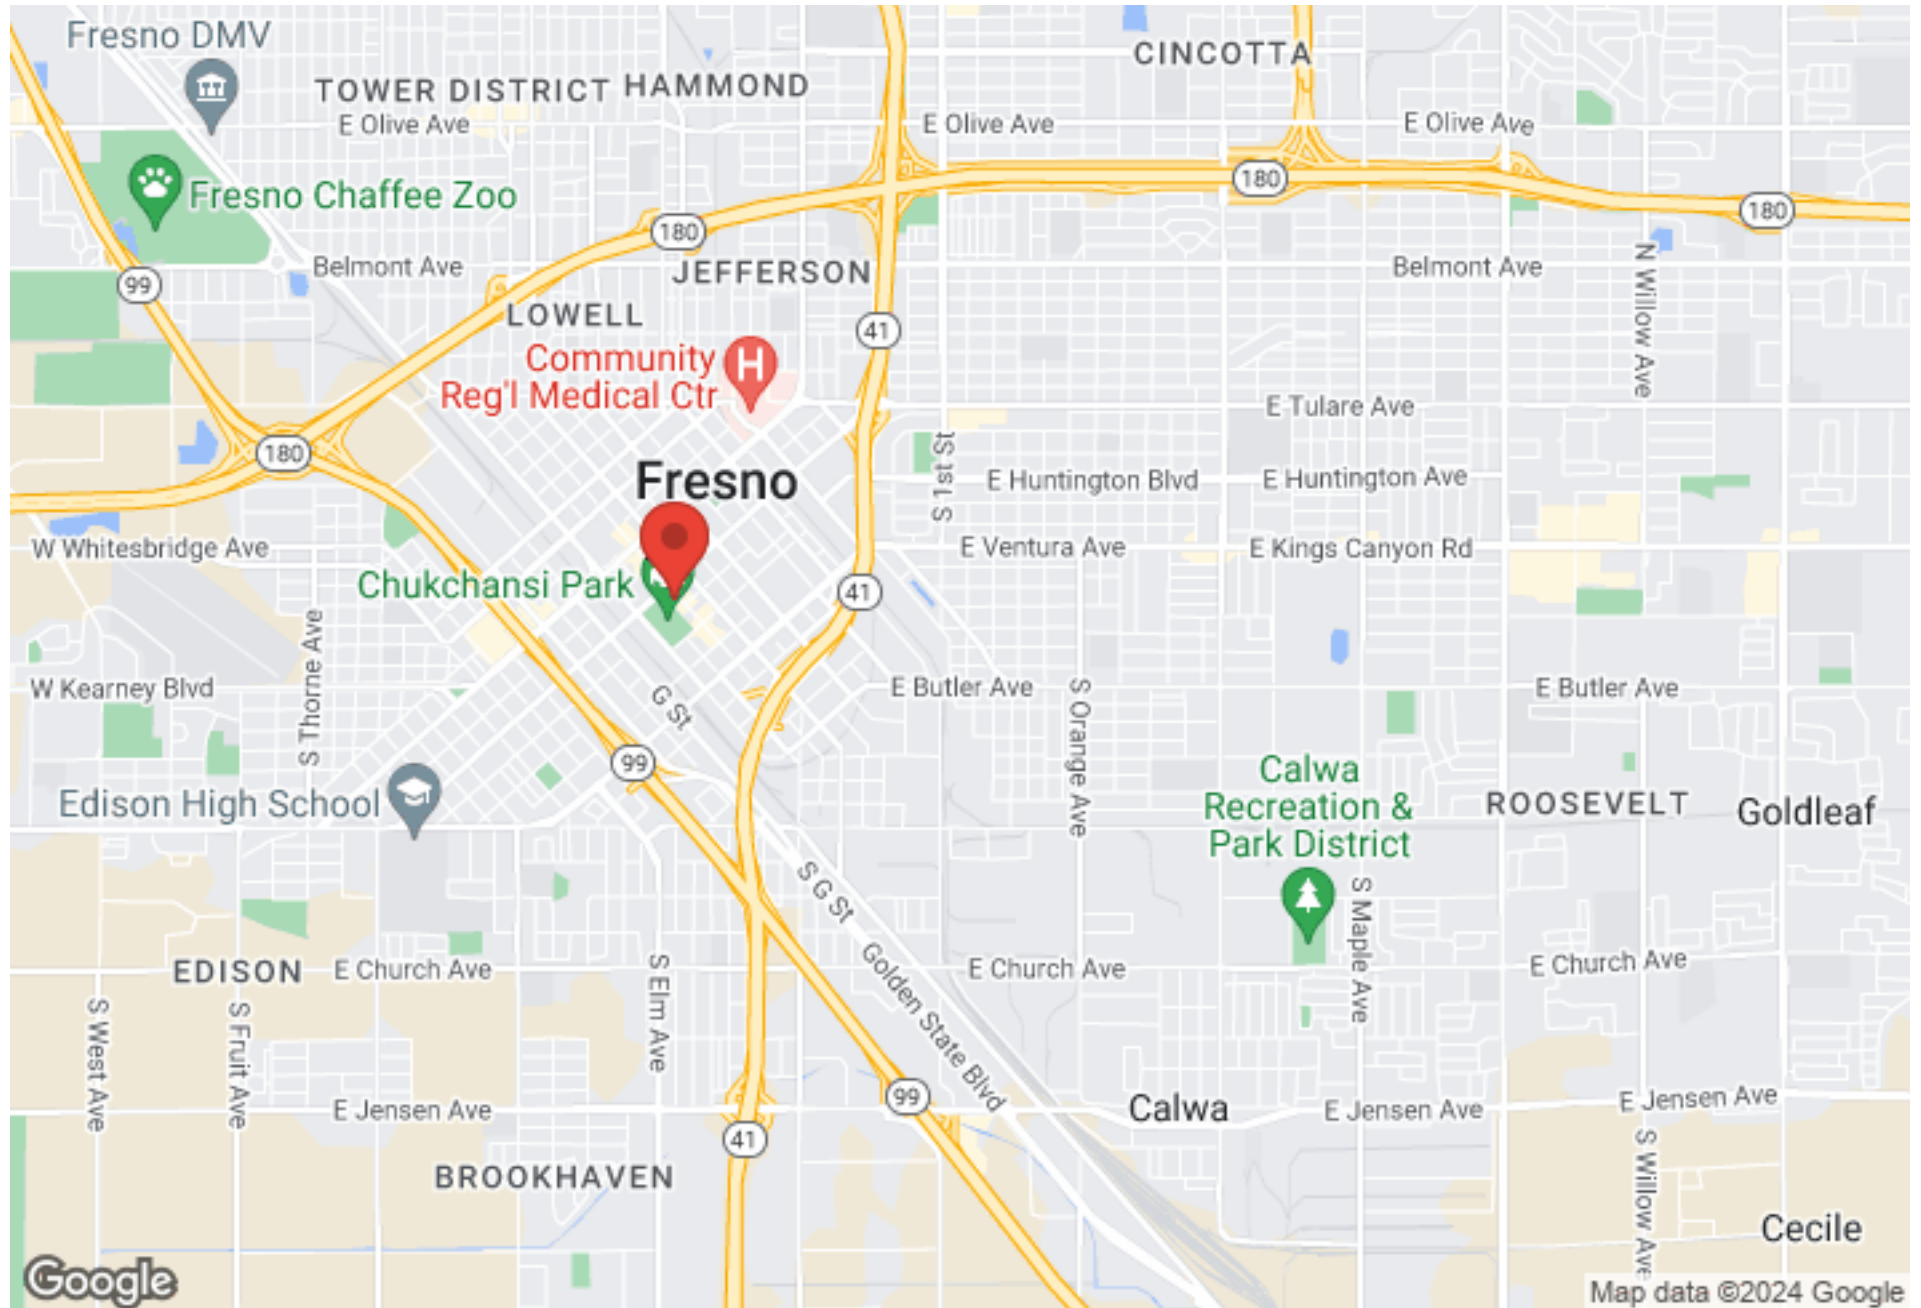 Fresno DMV
CINCOTTA
TOWER DISTRICT
HAMMOND
E Olive Ave
E Olive Ave
E Olive Ave
180
Fresno Chaffee Zoo
180
180
N Willow Ave
Belmont Ave
JEFFERSON
Belmont Ave
99
LOWELL
41
Community
Reg'l Medical Ctr
H
E Tulare Ave
180
S 1st St
Fresno
E Huntington Blvd
E Huntington Ave
W Whitesbridge Ave
E Ventura Ave
E Kings Canyon Rd
Chukchansi Park
41
S Thorne Ave
W Kearney Blvd
G St
E Butler Ave
S Orange Ave
E Butler Ave
99
Edison High School
Calwa
Recreation &
Park District
ROOSEVELT
Goldleaf
S G St
S Maple Ave
EDISON
E Church Ave
S Elm Ave
Golden State Blvd
E Church Ave
E Church Ave
S West Ave
S Fruit Ave
E Jensen Ave
99
Calwa
E Jensen Ave
E Jensen Ave
41
BROOKHAVEN
S Willow Ave
Cecile
Google
Map data ©2024 Google